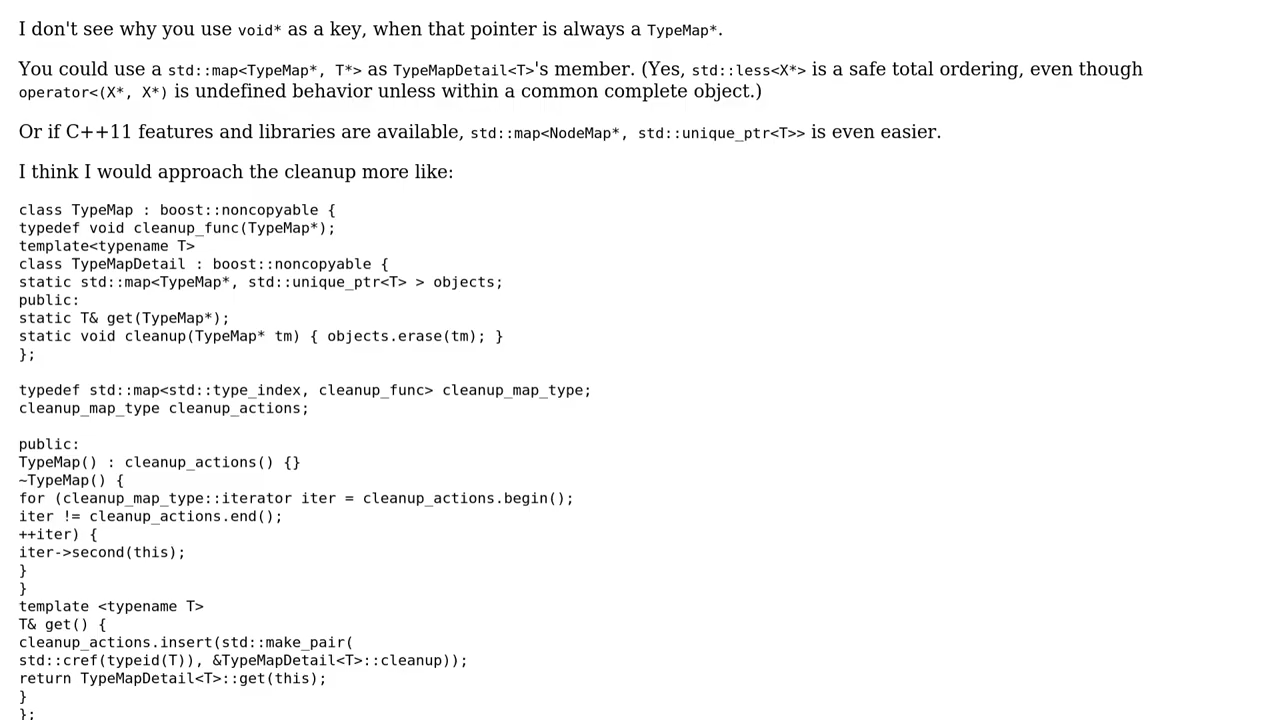 I don't see why you use void* as a key, when that pointer is always a TypeMap*.
You could use a std::map<TypeMap*, T*> as TypeMapDetail<T>'s member. (Yes, std::less<X*> is a safe total ordering, even though
operator<(X*, X*) is undefined behavior unless within a common complete object.)
Or if C++11 features and libraries are available, std::map<NodeMap*, std::unique_ptr<T>> is even easier.
I think I would approach the cleanup more like:
class TypeMap : boost::noncopyable {
typedef void cleanup_func(TypeMap*);
template<typename T>
class TypeMapDetail : boost::noncopyable {
static std::map<TypeMap*, std::unique_ptr<T> > objects;
public:
static T& get(TypeMap*);
static void cleanup(TypeMap* tm) { objects.erase(tm); }
};
typedef std::map<std::type_index, cleanup_func> cleanup_map_type;
cleanup_map_type cleanup_actions;
public:
TypeMap() : cleanup_actions() {}
~TypeMap() {
for (cleanup_map_type::iterator iter = cleanup_actions.begin();
iter != cleanup_actions.end();
++iter) {
iter->second(this);
}
}
template <typename T>
T& get() {
cleanup_actions.insert(std::make_pair(
std::cref(typeid(T)), &TypeMapDetail<T>::cleanup));
return TypeMapDetail<T>::get(this);
}
};